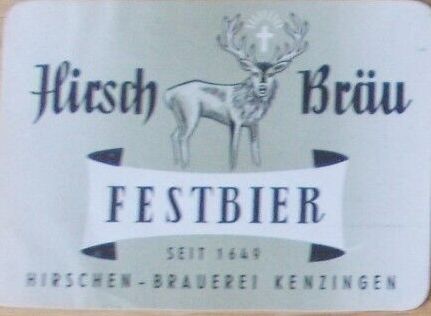 Hirsch Bräu
FESTBIER
SEIT 1649
HIRSCHEN-BRAUEREI KENZINGEN